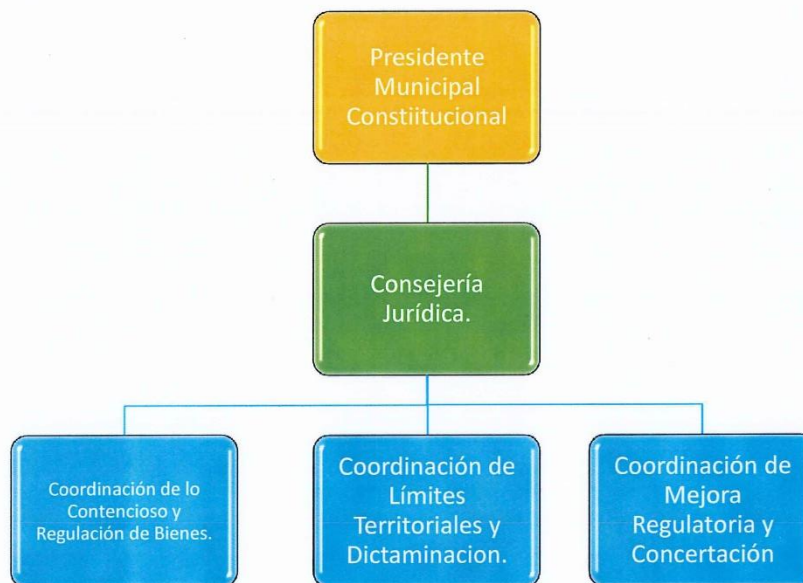 Presidente
Municipal
Constiitucional
Consejería
Jurídica.
Coordinación de lo
Contencioso y
Regulación de Bienes.
Coordinación de
Límites
Territoriales y
Dictaminacion.
Coordinación de
Mejora
Regulatoria y
Concertación